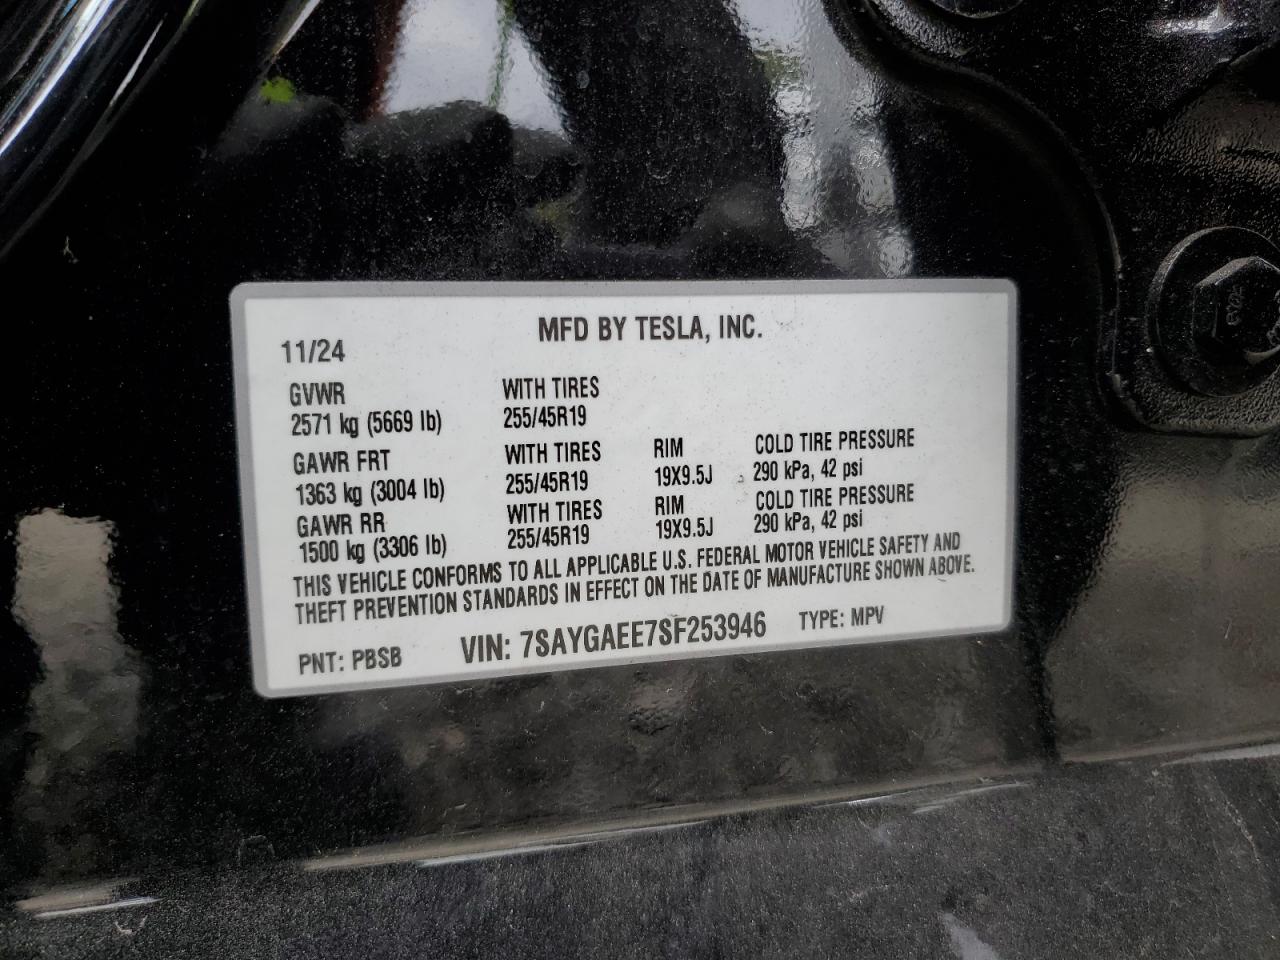 MFD BY TESLA, INC.
11/24
GVWR WITH TIRES
2571 kg (5669 lb) 255/45R19
GAWR FRT WITH TIRES RIM COLD TIRE PRESSURE
1363 kg (3004 lb) 255/45R19 19X9.5J 290 kPa, 42 psi
GAWR RR WITH TIRES RIM COLD TIRE PRESSURE
1500 kg (3306 lb) 255/45R19 19X9.5J 290 kPa, 42 psi
THIS VEHICLE CONFORMS TO ALL APPLICABLE U.S. FEDERAL MOTOR VEHICLE SAFETY AND
THEFT PREVENTION STANDARDS IN EFFECT ON THE DATE OF MANUFACTURE SHOWN ABOVE.
PNT: PBSB VIN: 7SAYGAEE7SF253946 TYPE: MPV